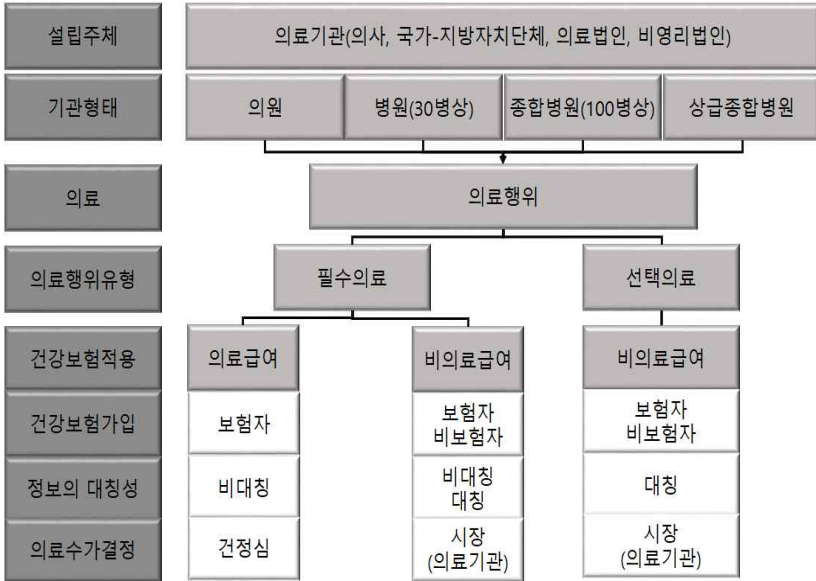 설립주체
의료기관(의사, 국가-지방자치단체, 의료법인, 비영리법인)
기관형태
의원
병원(30병상)
종합병원(100병상)
상급종합병원
의료
의료행위
의료행위유형
필수의료
선택의료
건강보험적용
의료급여
비의료급여
비의료급여
건강보험가입
보험자
보험자
비보험자
보험자
비보험자
정보의 대칭성
비대칭
비대칭
대칭
대칭
의료수가결정
건정심
시장
(의료기관)
시장
(의료기관)